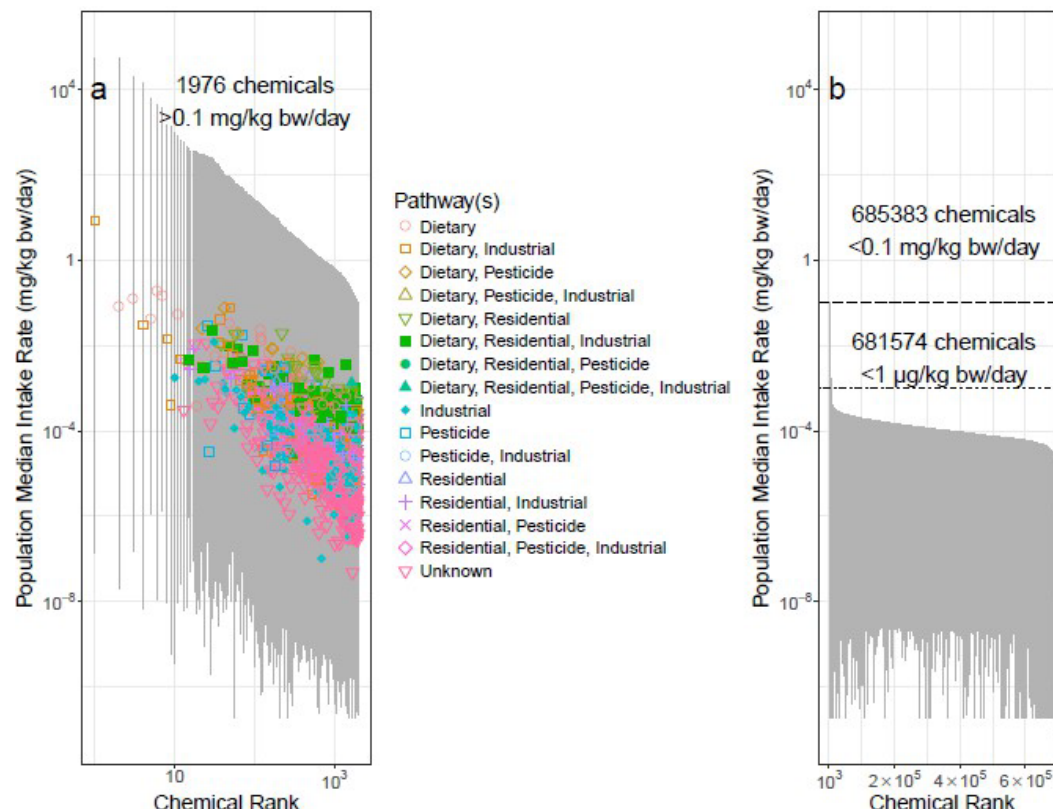 a
1976 chemicals
>0.1 mg/kg bw/day
Population Median Intake Rate (mg/kg bw/day)
10⁴
1
10⁻⁴
10⁻⁸
10
10³
Chemical Rank
Pathway(s)
Dietary
Dietary, Industrial
Dietary, Pesticide
Dietary, Pesticide, Industrial
Dietary, Residential
Dietary, Residential, Industrial
Dietary, Residential, Pesticide
Dietary, Residential, Pesticide, Industrial
Industrial
Pesticide
Pesticide, Industrial
Residential
Residential, Industrial
Residential, Pesticide
Residential, Pesticide, Industrial
Unknown
b
685383 chemicals
<0.1 mg/kg bw/day
681574 chemicals
<1 μg/kg bw/day
Population Median Intake Rate (mg/kg bw/day)
10⁴
1
10⁻⁴
10⁻⁸
10³
2×10⁵
4×10⁵
6×10⁵
Chemical Rank